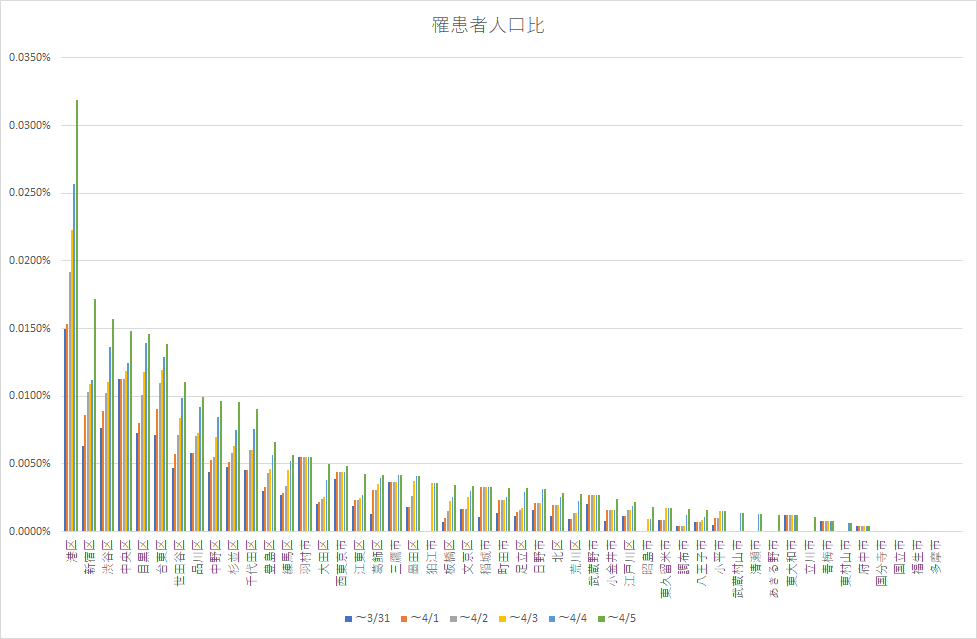 罹患者人口比
0.0350%
0.0300%
0.0250%
0.0200%
0.0150%
0.0100%
0.0050%
0.0000%
港区
新宿区
渋谷区
中央区
目黒区
台東区
世田谷区
品川区
中野区
杉並区
千代田区
豊島区
練馬区
羽村市
大田区
西東京市
江東区
葛飾区
三鷹市
墨田区
狛江市
板橋区
文京区
稲城市
町田市
足立区
日野市
北区
荒川区
武蔵野市
小金井市
江戸川区
昭島市
東久留米市
調布市
八王子市
小平市
武蔵村山市
清瀬市
あきる野市
東大和市
立川市
青梅市
東村山市
府中市
国分寺市
国立市
福生市
多摩市
～3/31 ～4/1 ～4/2 ～4/3 ～4/4 ～4/5